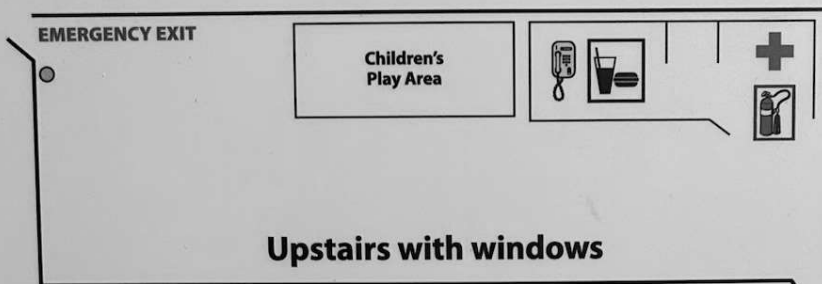 EMERGENCY EXIT
Children's
Play Area
Upstairs with windows